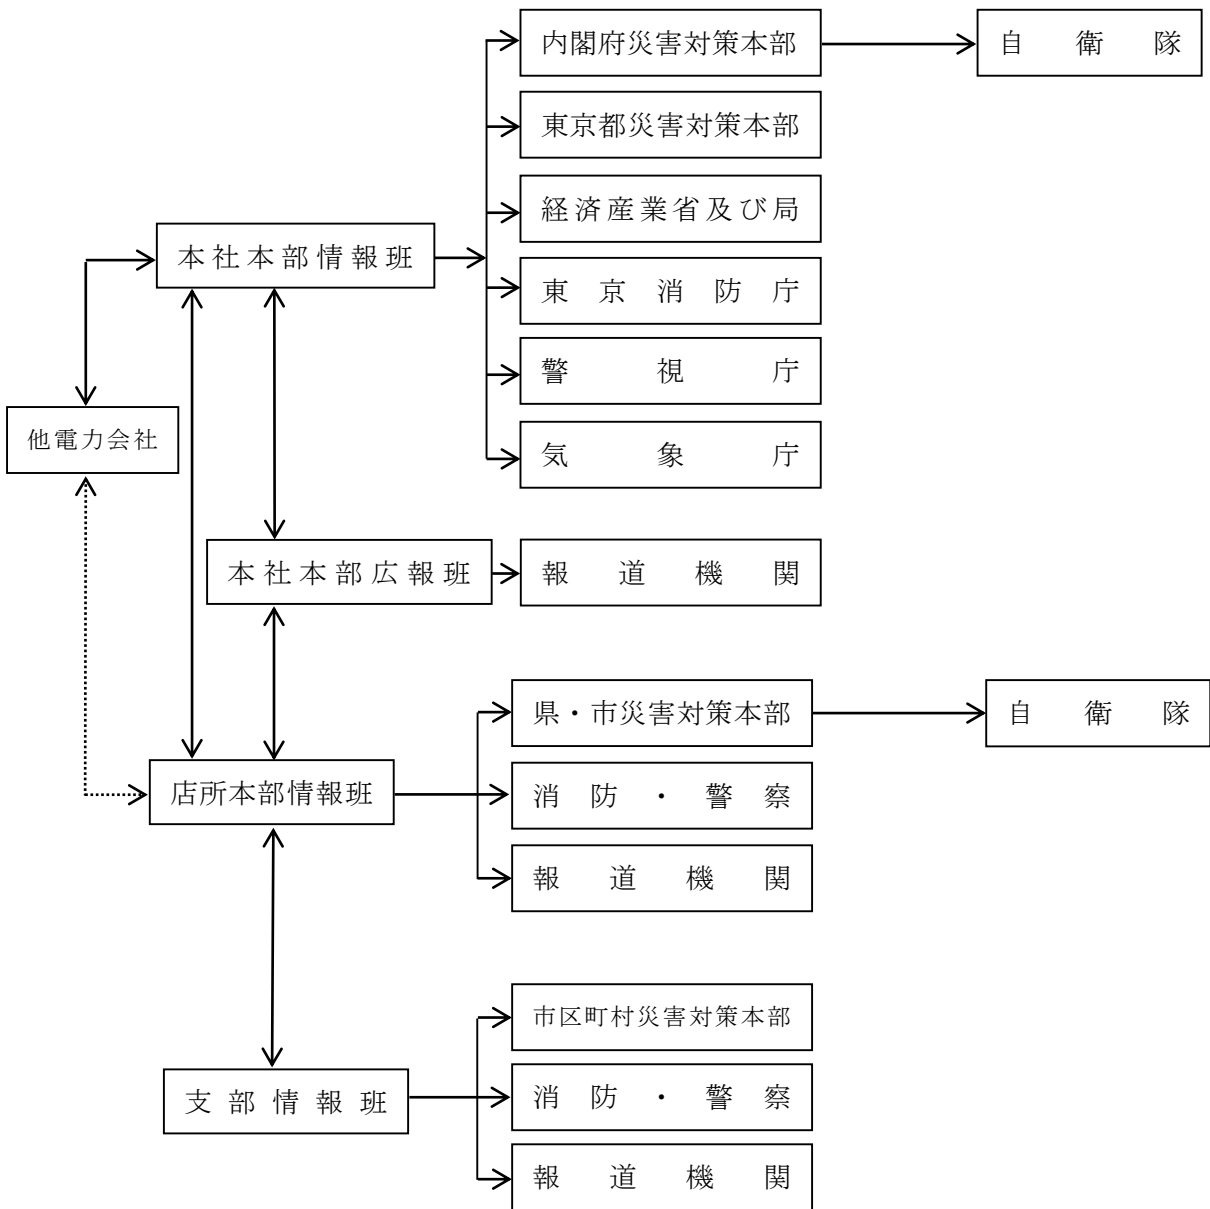 内閣府災害対策本部
自衛隊
東京都災害対策本部
経済産業省及び局
本社本部情報班
東京消防庁
警視庁
他電力会社
気象庁
本社本部広報班
報道機関
県・市災害対策本部
自衛隊
店所本部情報班
消防・警察
報道機関
市区町村災害対策本部
支部情報班
消防・警察
報道機関